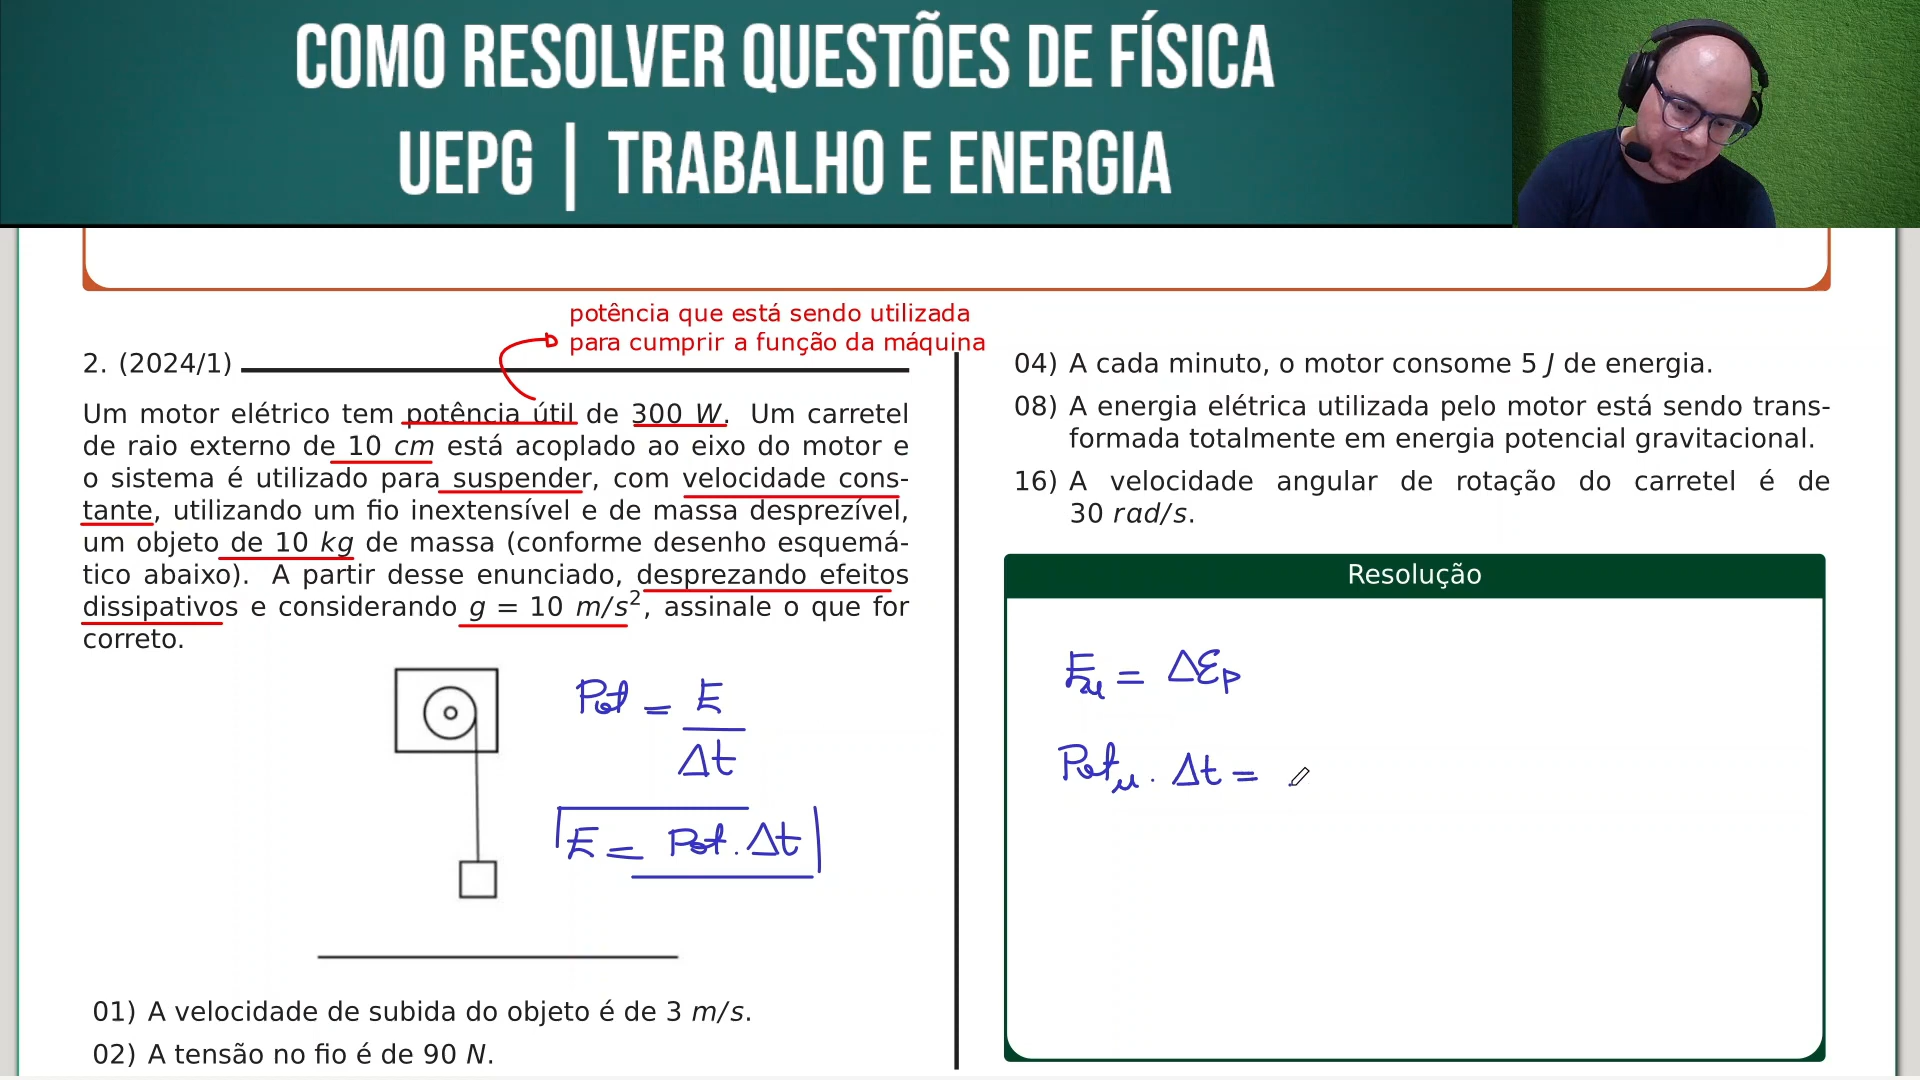 COMO RESOLVER QUESTÕES DE FÍSICA
UEPG | TRABALHO E ENERGIA
potência que está sendo utilizada
para cumprir a função da máquina
2. (2024/1)
Um motor elétrico tem potência útil de 300 W. Um carretel
de raio externo de 10 cm está acoplado ao eixo do motor e
o sistema é utilizado para suspender, com velocidade cons-
tante, utilizando um fio inextensível e de massa desprezível,
um objeto de 10 kg de massa (conforme desenho esquemá-
tico abaixo). A partir desse enunciado, desprezando efeitos
dissipativos e considerando g = 10 m/s², assinale o que for
correto.
Pot = E
Δt
E = Pot . Δt
01) A velocidade de subida do objeto é de 3 m/s.
02) A tensão no fio é de 90 N.
04) A cada minuto, o motor consome 5 J de energia.
08) A energia elétrica utilizada pelo motor está sendo trans-
formada totalmente em energia potencial gravitacional.
16) A velocidade angular de rotação do carretel é de
30 rad/s.
Resolução
Eu = ΔEp
Potu . Δt =